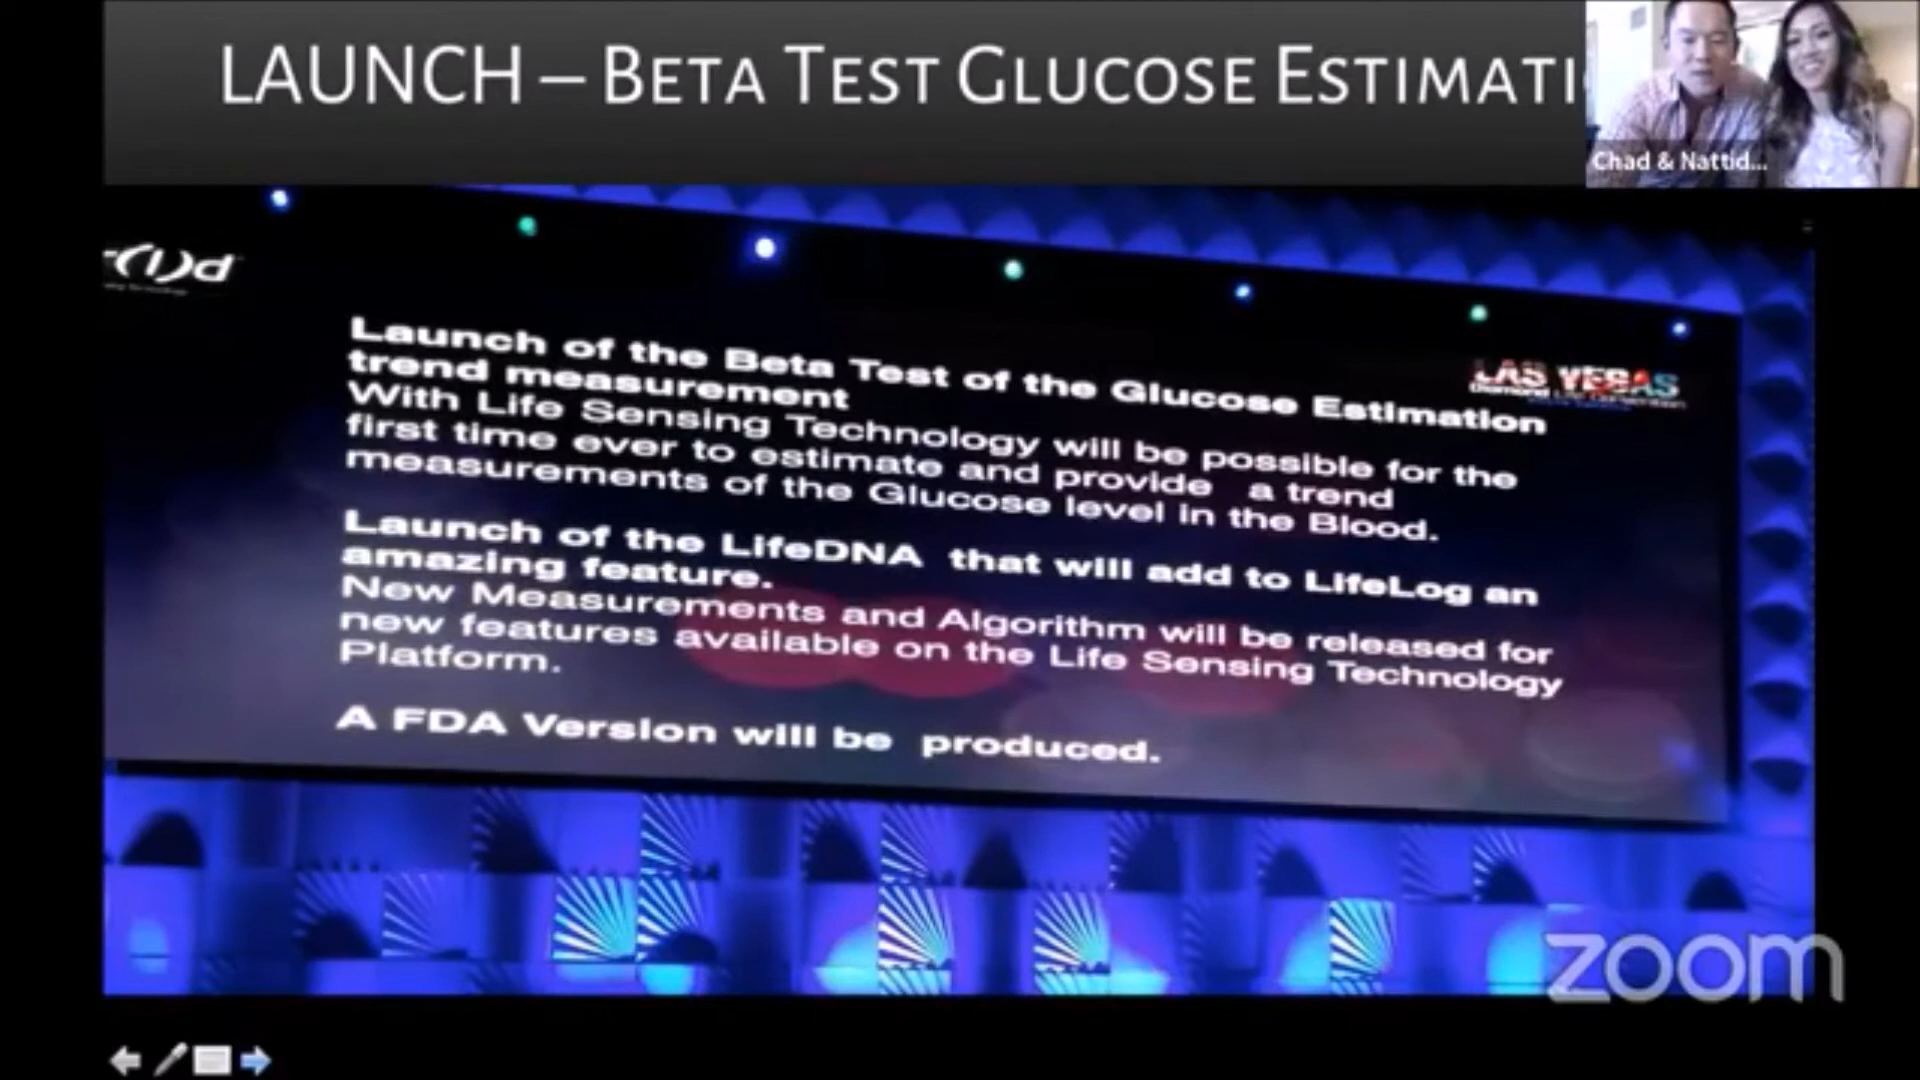 LAUNCH – BETA TEST GLUCOSE ESTIMATI
Chad & Nattid...
Launch of the Beta Test of the Glucose Estimation
trend measurement
With Life Sensing Technology will be possible for the
first time ever to estimate and provide a trend
measurements of the Glucose level in the Blood.
LAS VEGAS
Launch of the LifeDNA that will add to LifeLog an
amazing feature.
New Measurements and Algorithm will be released for
new features available on the Life Sensing Technology
Platform.
A FDA Version will be produced.
zoom